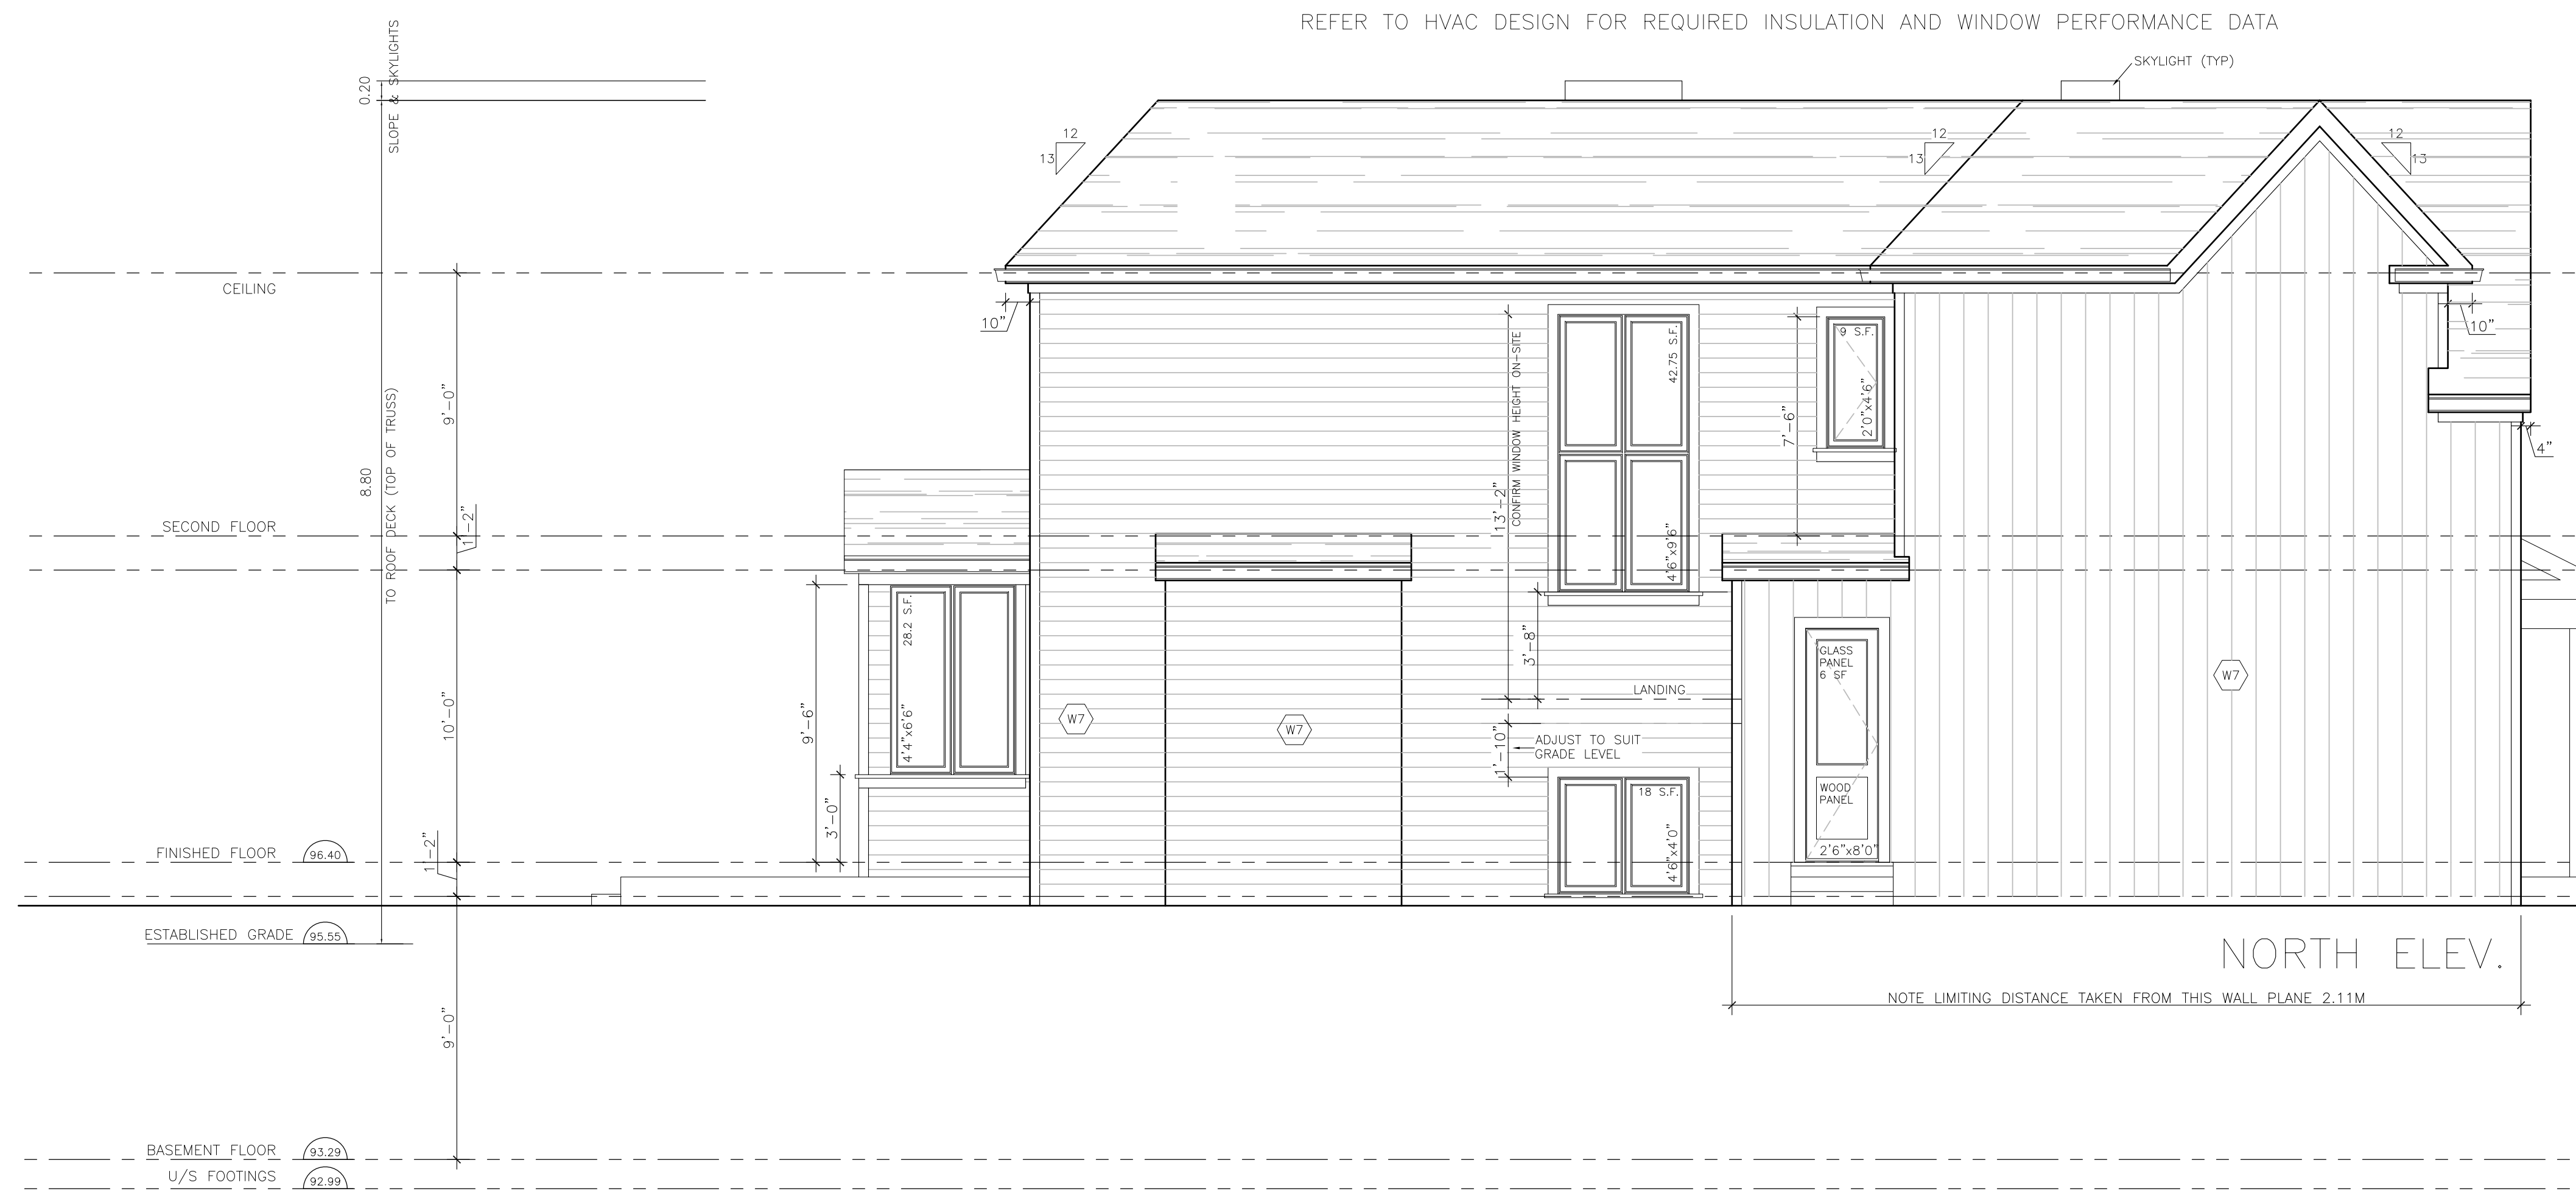 REFER TO HVAC DESIGN FOR REQUIRED INSULATION AND WINDOW PERFORMANCE DATA
SKYLIGHT (TYP)
0.20
SLOPE & SKYLIGHTS
12
13
12
13
12
13
CEILING
10"
10"
9'-0"
8.80
TO ROOF DECK (TOP OF TRUSS)
CONFIRM WINDOW HEIGHT ON-SITE
13'-2"
42.75 S.F.
4'6"x9'6"
7'-6"
9 S.F.
2'0"x4'6"
4"
SECOND FLOOR
1'-2"
28.2 S.F.
4'4"x6'6"
9'-6"
3'-0"
10'-0"
3'-8"
LANDING
1'-10"
ADJUST TO SUIT
GRADE LEVEL
GLASS
PANEL
6 SF
WOOD
PANEL
2'6"x8'0"
W7
W7
W7
18 S.F.
4'6"x4'0"
1'-2"
FINISHED FLOOR
96.40
ESTABLISHED GRADE
95.55
NORTH ELEV.
NOTE LIMITING DISTANCE TAKEN FROM THIS WALL PLANE 2.11M
9'-0"
BASEMENT FLOOR
93.29
U/S FOOTINGS
92.99